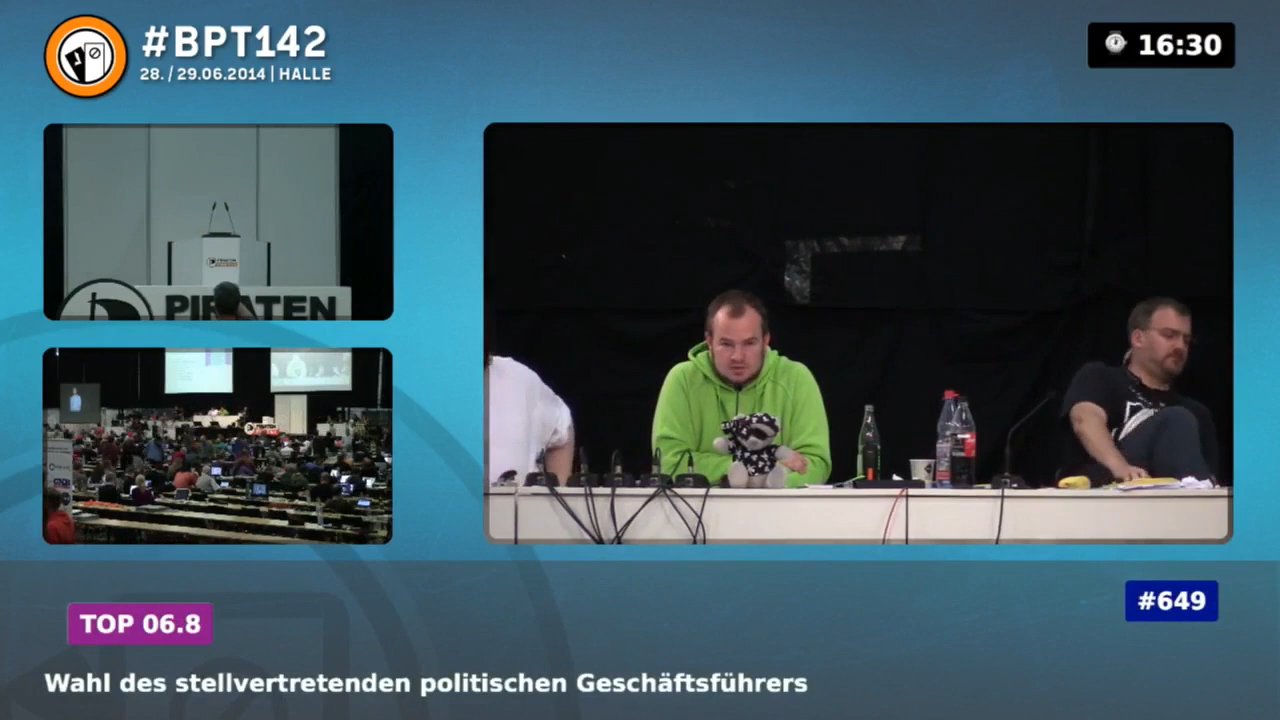 #BPT142
28. / 29.06.2014 | HALLE
16:30
PIRATEN
#649
TOP 06.8
Wahl des stellvertretenden politischen Geschäftsführers